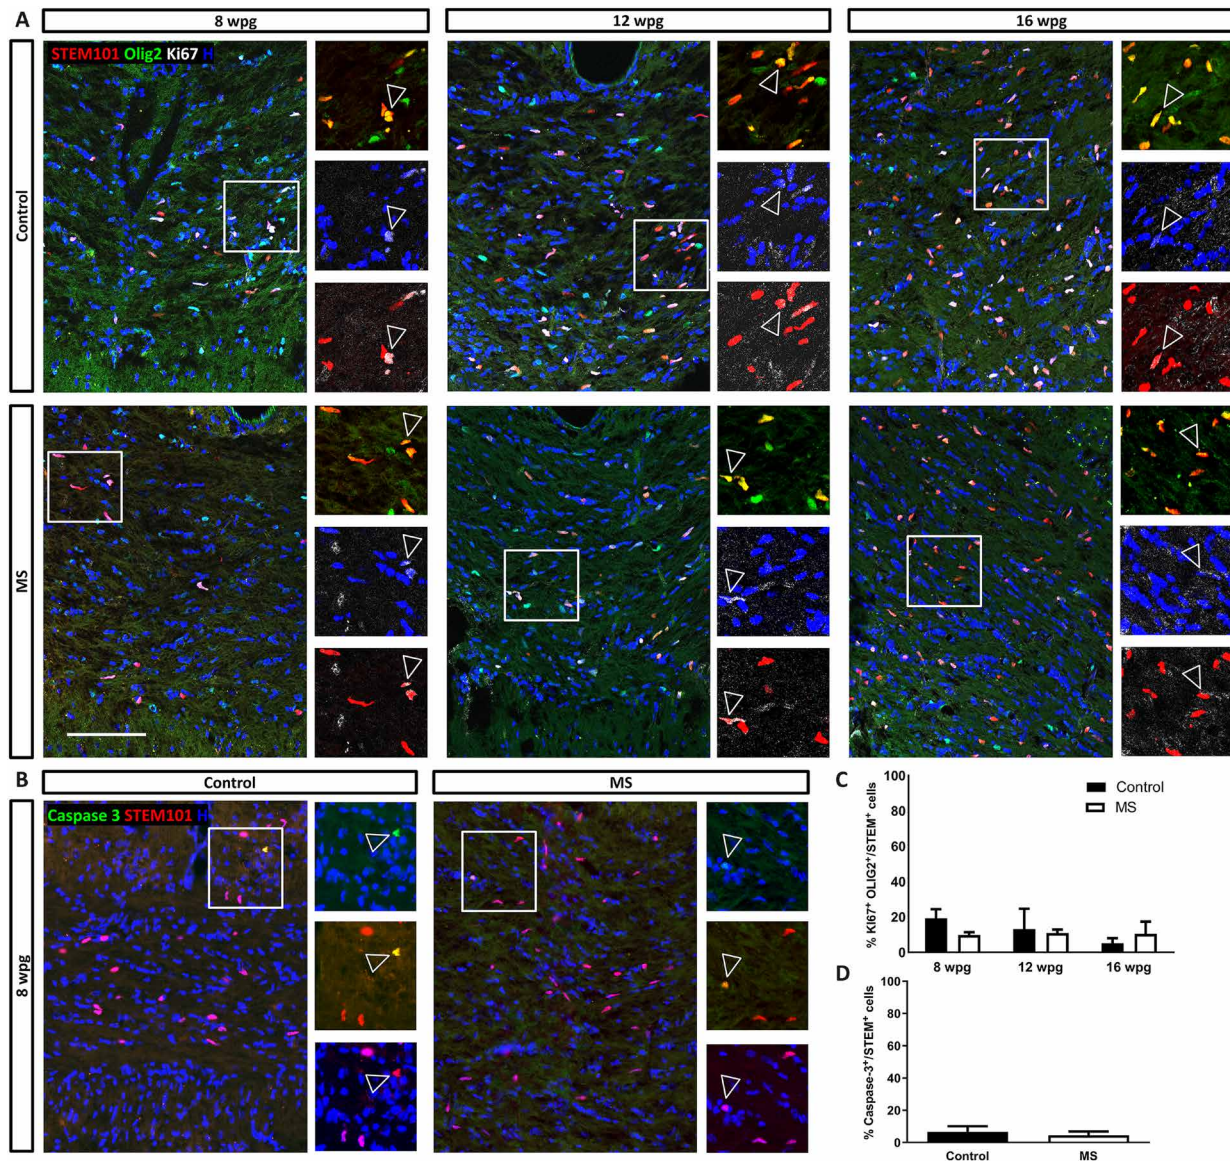 A
8 wpg
12 wpg
16 wpg
Control
STEM101 Olig2 Ki67 H
MS
B
Control
MS
8 wpg
Caspase 3 STEM101 H
C
Control
MS
% Ki67⁺ OLIG2⁺/STEM⁺ cells
100
80
60
40
20
0
8 wpg
12 wpg
16 wpg
D
% Caspase-3⁺/STEM⁺ cells
100
80
60
40
20
0
Control
MS